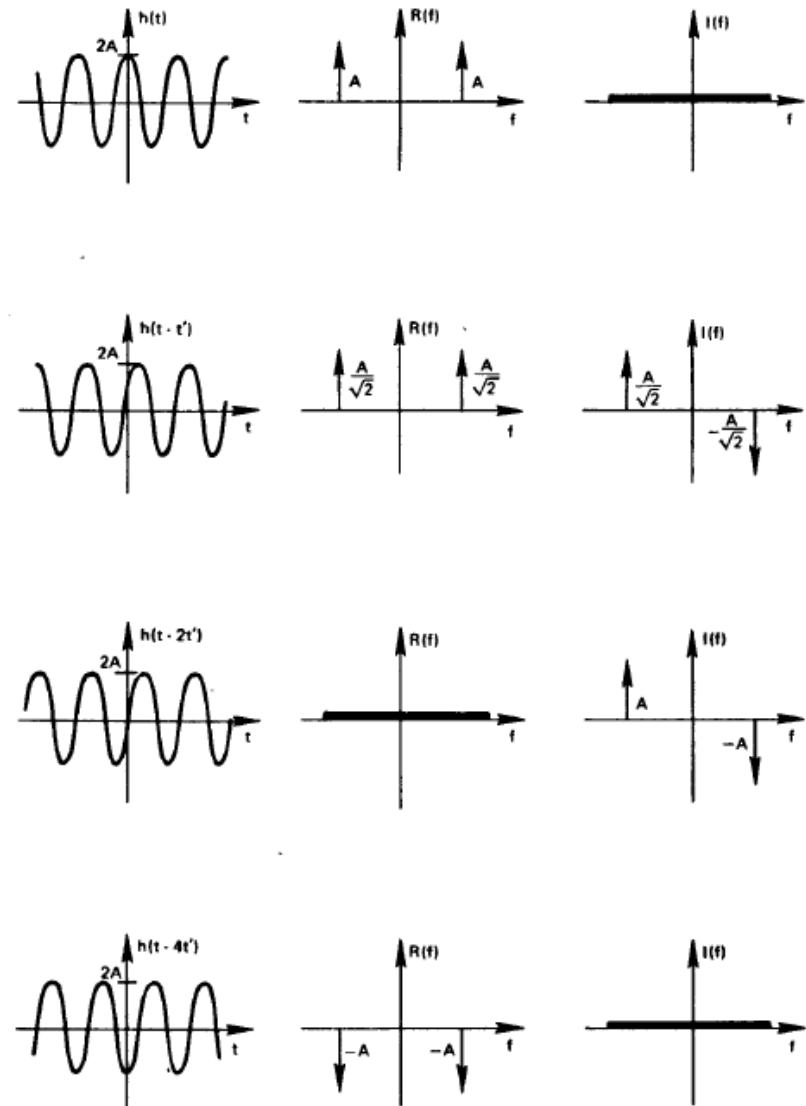 h(t) R(f) I(f)
2A
A A
t f f
h(t - t') R(f) I(f)
2A
A/√2 A/√2 A/√2
-A/√2
t f f
h(t - 2t') R(f) I(f)
2A
A
-A
t f f
h(t - 4t') R(f) I(f)
2A
-A -A
t f f